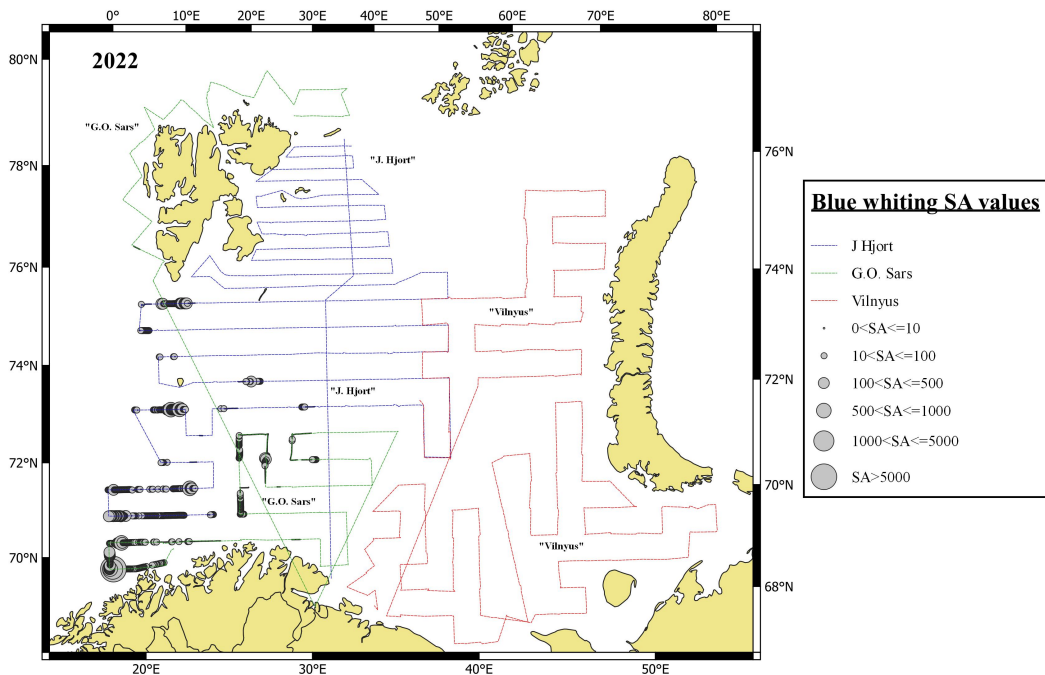 0° 10°E 20°E 30°E 40°E 50°E 60°E 70°E 80°E
2022
80°N
"G.O. Sars"
78°N
"J. Hjort"
76°N
76°N
74°N
"Vilnyus"
74°N
"J. Hjort"
72°N
72°N
"G.O. Sars"
70°N
"Vilnyus"
70°N
68°N
20°E 30°E 40°E 50°E
Blue whiting SA values
J Hjort
G.O. Sars
Vilnyus
0<SA<=10
10<SA<=100
100<SA<=500
500<SA<=1000
1000<SA<=5000
SA>5000